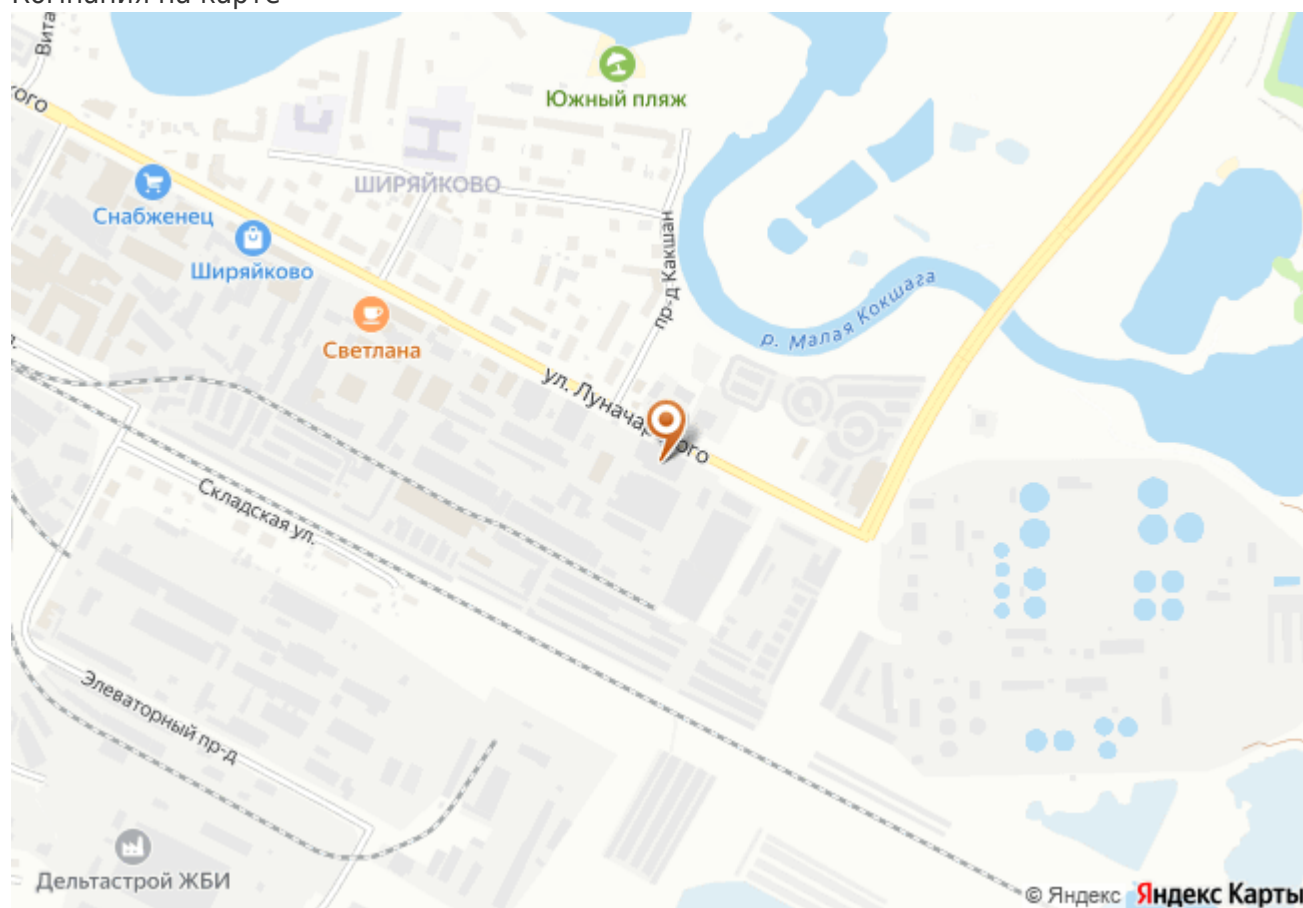 Компания на карте
Вита
ого
Южный пляж
ШИРЯЙКОВО
Снабженец
Ширяйково
пр-д Какшан
р. Малая Кокшага
Светлана
ул. Луначарского
Складская ул.
Элеваторный пр-д
Дельтастрой ЖБИ
© Яндекс Яндекс Карты